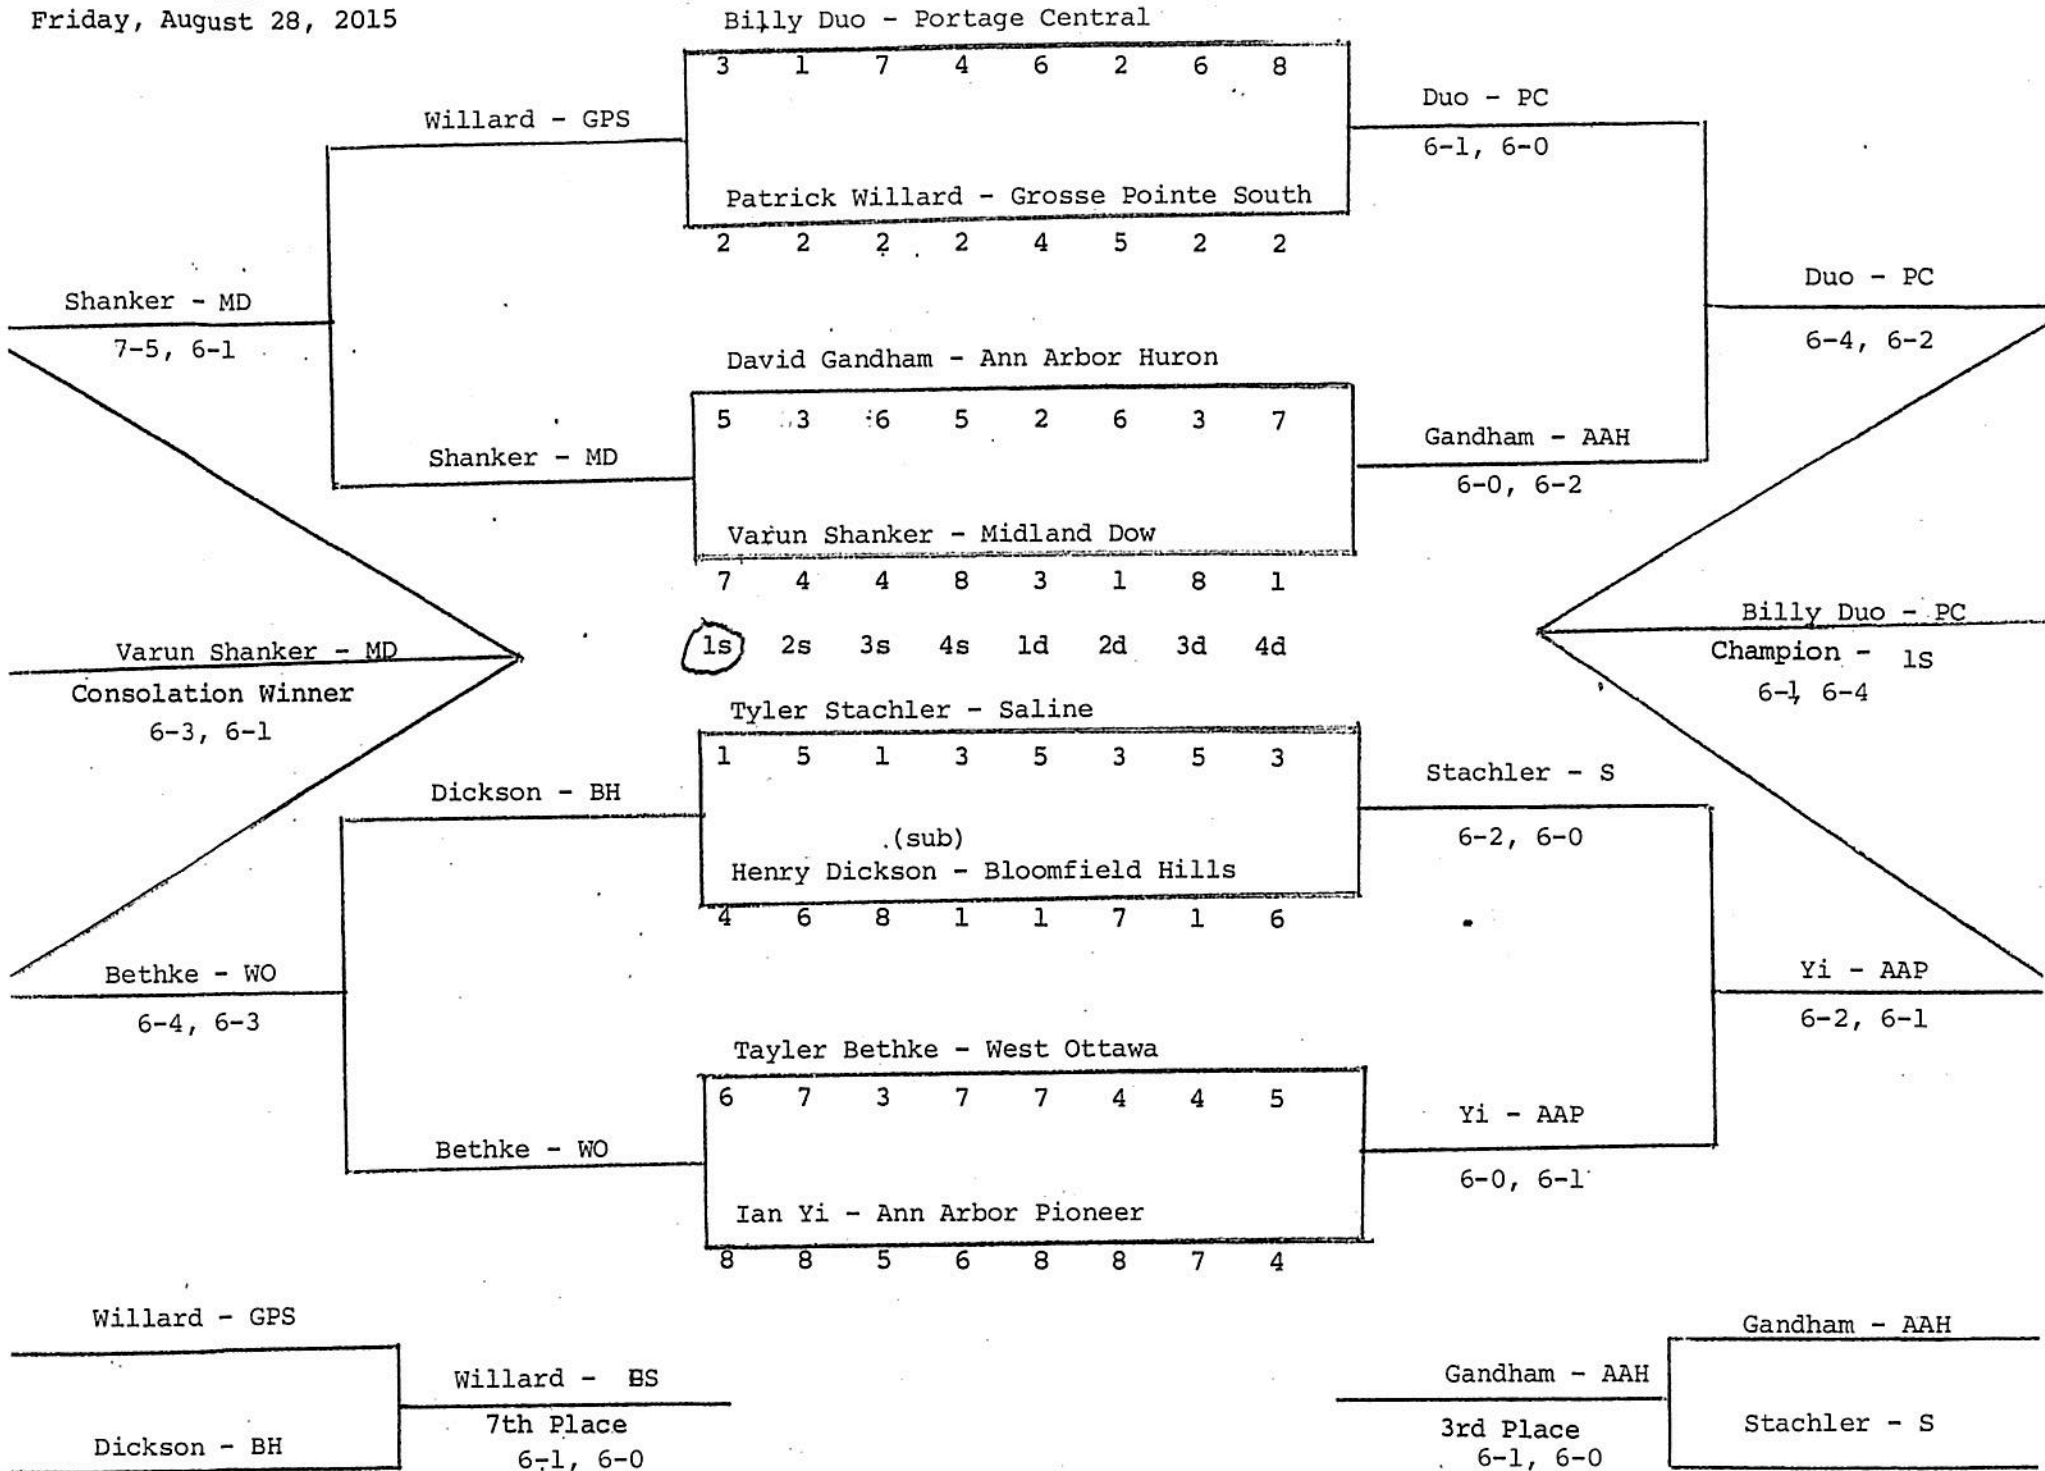 Friday, August 28, 2015
Billy Duo - Portage Central
3 1 7 4 6 2 6 8
Duo - PC
6-1, 6-0
Willard - GPS
Patrick Willard - Grosse Pointe South
2 2 2 2 4 5 2 2
Duo - PC
6-4, 6-2
Shanker - MD
7-5, 6-1
David Gandham - Ann Arbor Huron
5 3 6 5 2 6 3 7
Gandham - AAH
6-0, 6-2
Shanker - MD
Varun Shanker - Midland Dow
7 4 4 8 3 1 8 1
Billy Duo - PC
Champion - 1S
6-1, 6-4
1s 2s 3s 4s 1d 2d 3d 4d
Varun Shanker - MD
Consolation Winner
6-3, 6-1
Tyler Stachler - Saline
1 5 1 3 5 3 5 3
Stachler - S
6-2, 6-0
Dickson - BH
(sub)
Henry Dickson - Bloomfield Hills
4 6 8 1 1 7 1 6
Bethke - WO
6-4, 6-3
Yi - AAP
6-2, 6-1
Tayler Bethke - West Ottawa
6 7 3 7 7 4 4 5
Yi - AAP
6-0, 6-1
Bethke - WO
Ian Yi - Ann Arbor Pioneer
8 8 5 6 8 8 7 4
Willard - GPS
Willard - S
7th Place
6-1, 6-0
Dickson - BH
Gandham - AAH
Gandham - AAH
3rd Place
6-1, 6-0
Stachler - S